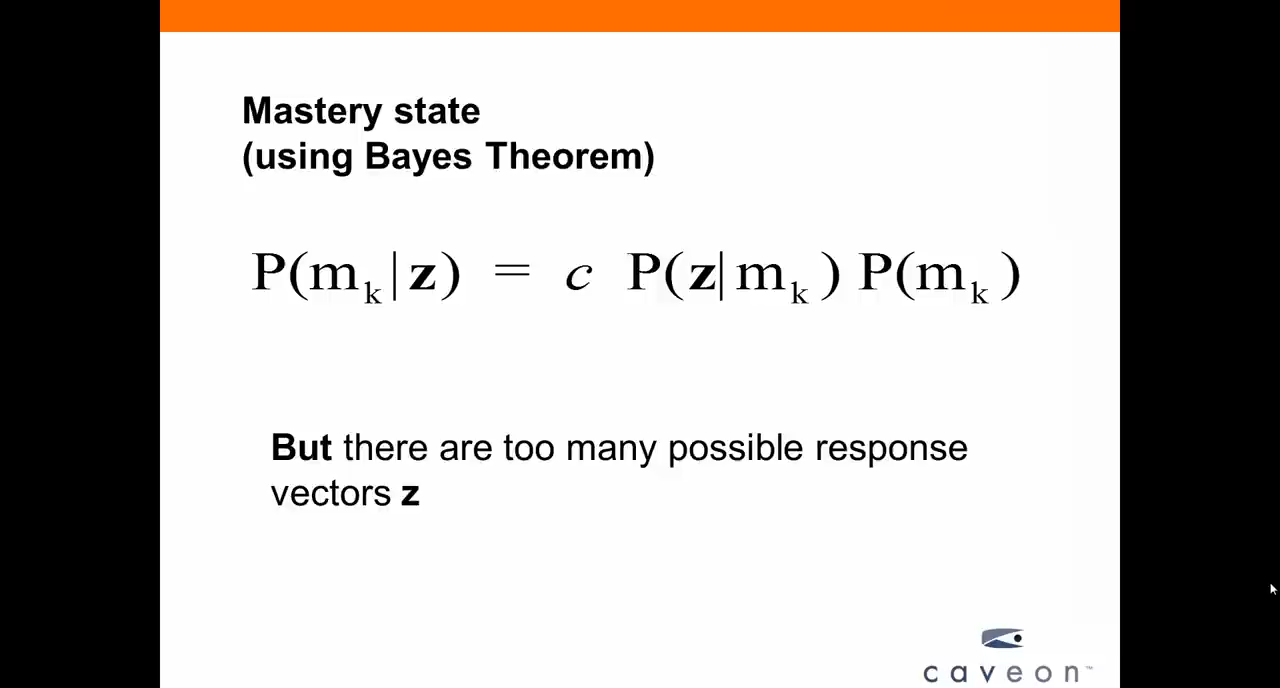 Mastery state
(using Bayes Theorem)
P(mₖ|z) = c P(z|mₖ) P(mₖ)
But there are too many possible response
vectors z
caveon™